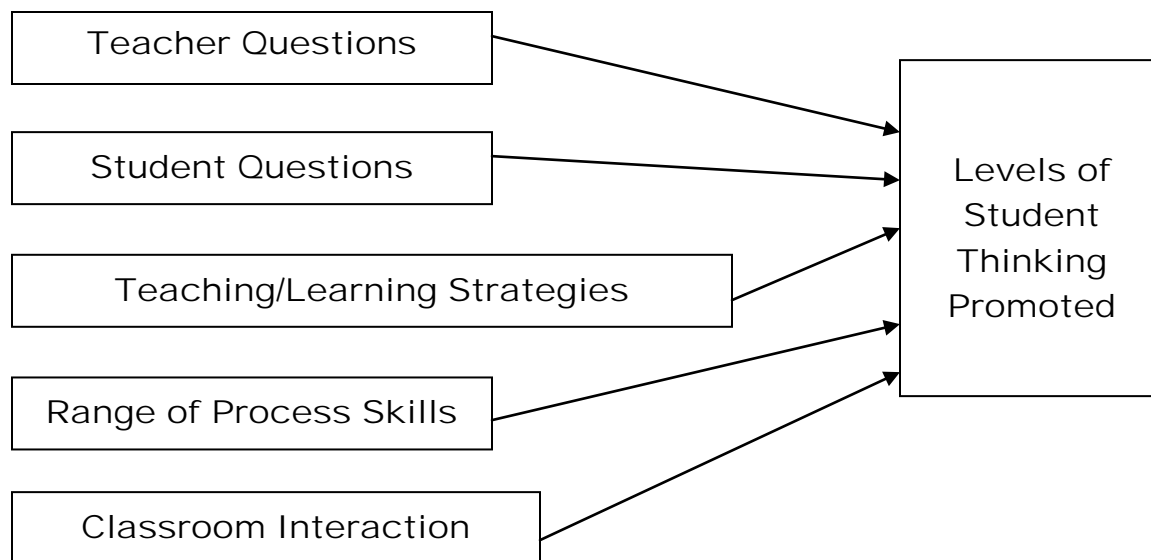 Teacher Questions
Student Questions
Teaching/Learning Strategies
Range of Process Skills
Classroom Interaction
Levels of
Student
Thinking
Promoted